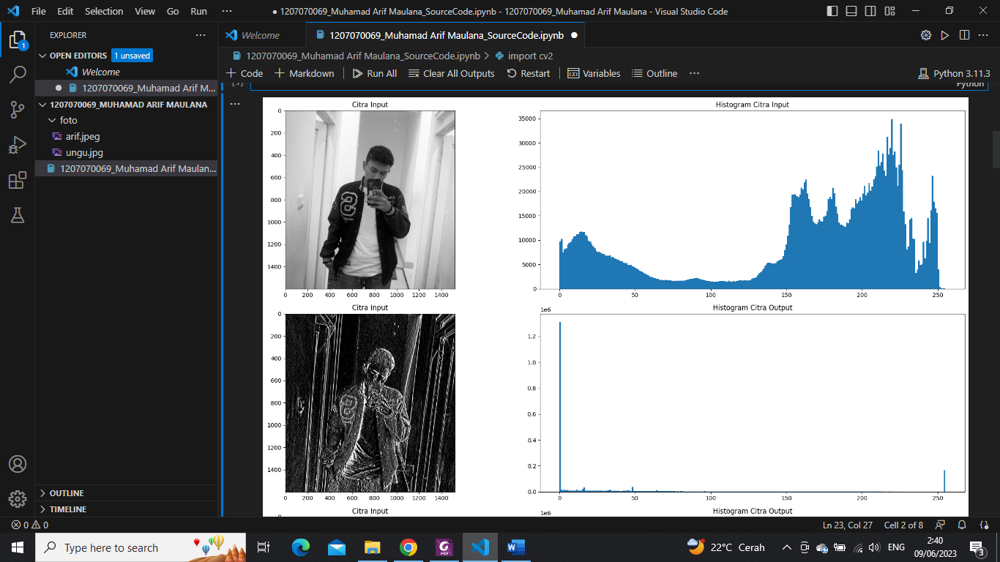 File Edit Selection View Go Run ···
● 1207070069_Muhamad Arif Maulana_SourceCode.ipynb - 1207070069_Muhamad Arif Maulana - Visual Studio Code
EXPLORER ···
OPEN EDITORS 1 unsaved
Welcome
1207070069_Muhamad Arif M...
1207070069_MUHAMAD ARIF MAULANA
foto
arif.jpeg
ungu.jpg
1207070069_Muhamad Arif Maulan...
OUTLINE
TIMELINE
1
Welcome
1207070069_Muhamad Arif Maulana_SourceCode.ipynb ●
1207070069_Muhamad Arif Maulana_SourceCode.ipynb > import cv2
+ Code + Markdown Run All Clear All Outputs Restart Variables Outline ···
Python 3.11.3
Python
···
Citra Input
0
200
400
600
800
1000
1200
1400
0 200 400 600 800 1000 1200 1400
Histogram Citra Input
35000
30000
25000
20000
15000
10000
5000
0
0 50 100 150 200 250
Citra Input
0
200
400
600
800
1000
1200
1400
0 200 400 600 800 1000 1200 1400
Histogram Citra Output
1e6
1.2
1.0
0.8
0.6
0.4
0.2
0.0
0 50 100 150 200 250
Citra Input
1e6
Histogram Citra Output
0 0
Ln 23, Col 27 Cell 2 of 8
Type here to search
22°C Cerah
ENG
2:40
09/06/2023
3